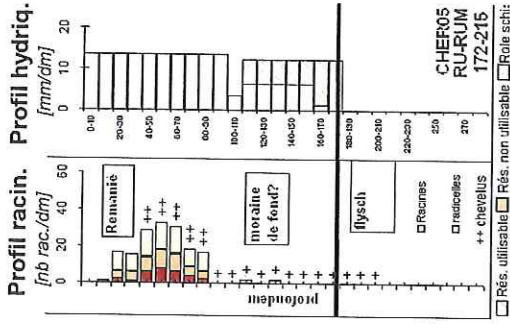 Profil racin.
[nb rac./dm]
0
20
40
60
Remanié
++
++
++
++
++
+
+
+
+
+
+
+
+
+
+
+
+
moraine
de fond?
profondeur
flysch
Racines
radicelles
++ chevelus
Profil hydriq.
[mm/dm]
0
10
20
0-10
20-30
40-50
60-70
80-90
100-110
120-130
140-150
160-170
180-190
200-210
220-230
250
270
CHER05
RU-RUM
172-215
Rés. utilisable
Rés. non utilisable
Role schi: